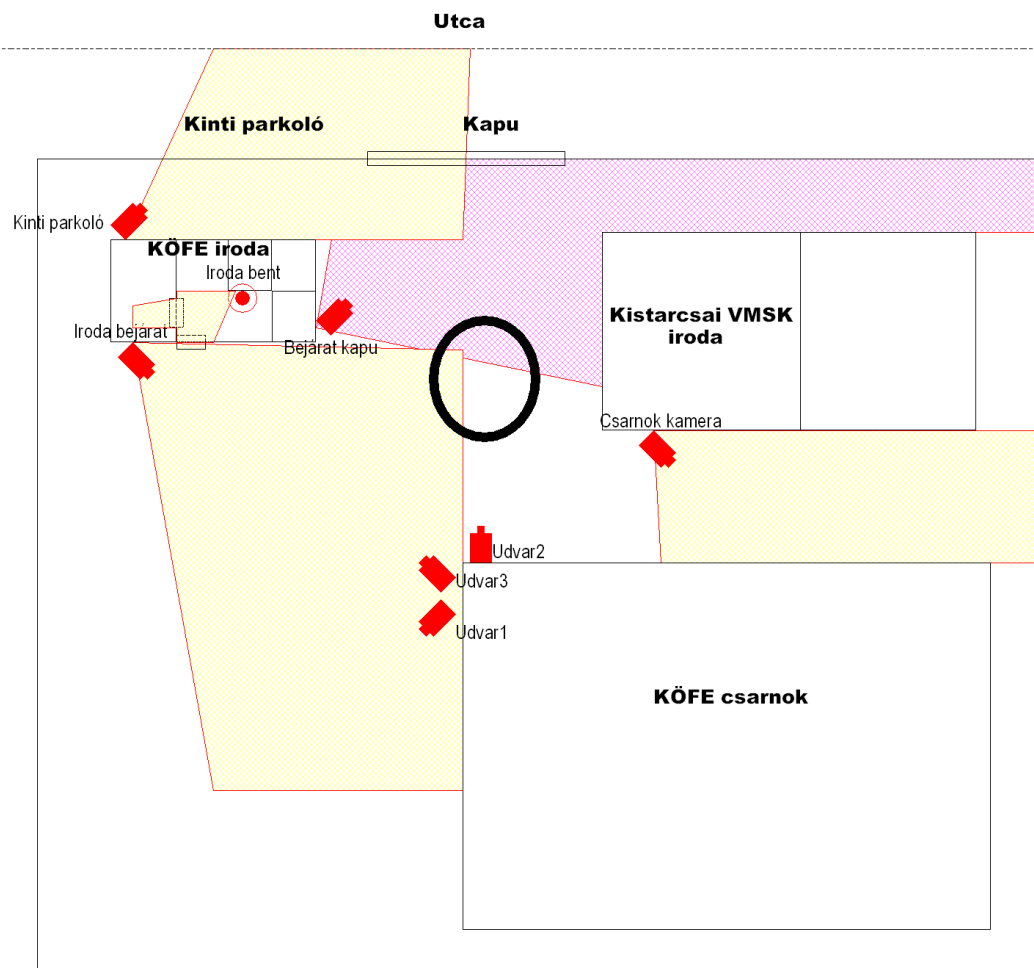 Utca
Kinti parkoló
Kapu
Kinti parkoló
KÖFE iroda
Iroda bent
Iroda bejárat
Bejárat kapu
Kistarcsai VMSK
iroda
Csarnok kamera
Udvar2
Udvar3
Udvar1
KÖFE csarnok